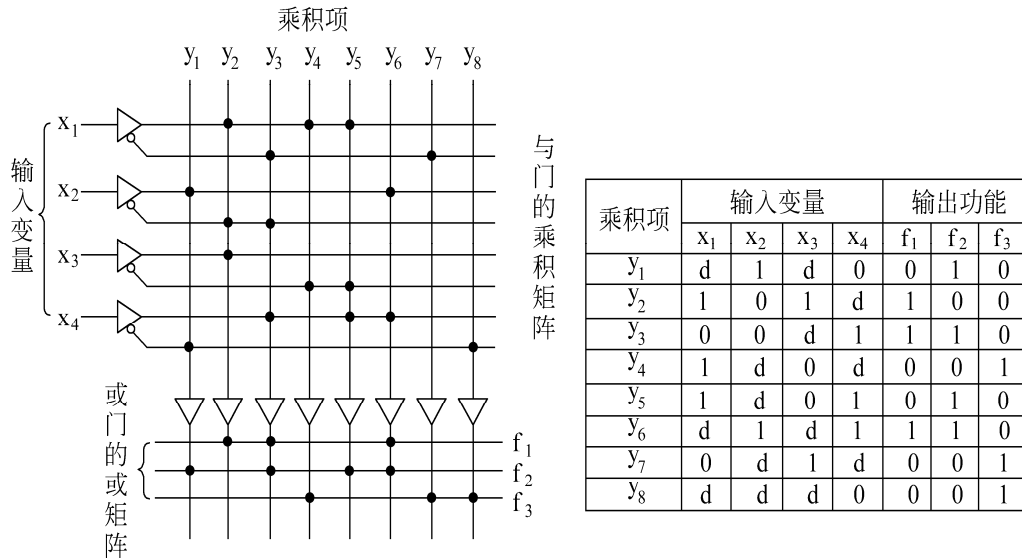 乘积项
y1 y2 y3 y4 y5 y6 y7 y8
输入变量
x1
x2
x3
x4
与门的乘积矩阵
或门的或矩阵
f1
f2
f3
乘积项 输入变量 输出功能
x1 x2 x3 x4 f1 f2 f3
y1 d 1 d 0 0 1 0
y2 1 0 1 d 1 0 0
y3 0 0 d 1 1 1 0
y4 1 d 0 d 0 0 1
y5 1 d 0 1 0 1 0
y6 d 1 d 1 1 1 0
y7 0 d 1 d 0 0 1
y8 d d d 0 0 0 1